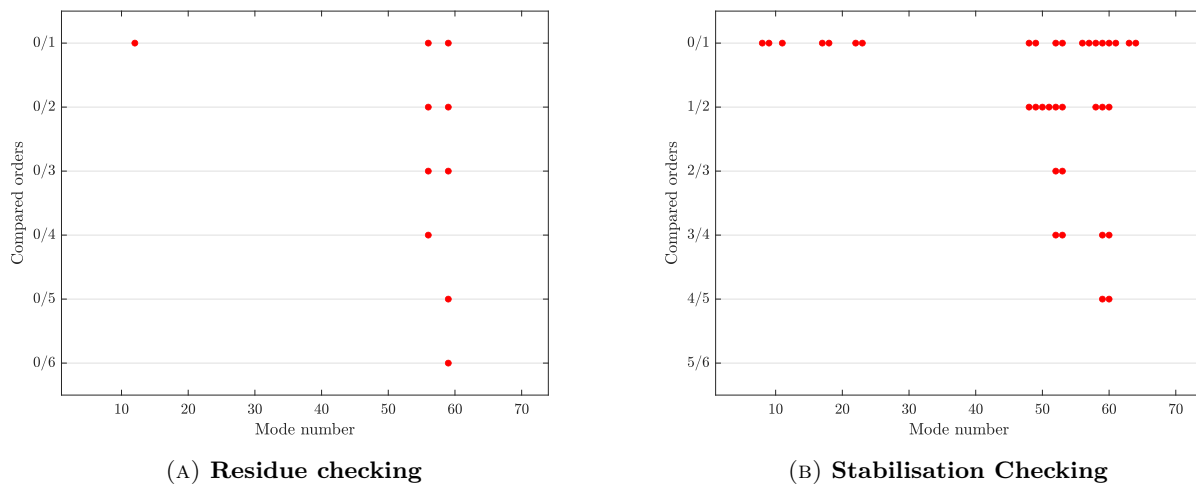 0/1
0/2
0/3
0/4
0/5
0/6
Compared orders
10 20 30 40 50 60 70
Mode number
(A) Residue checking
0/1
1/2
2/3
3/4
4/5
5/6
Compared orders
10 20 30 40 50 60 70
Mode number
(B) Stabilisation Checking